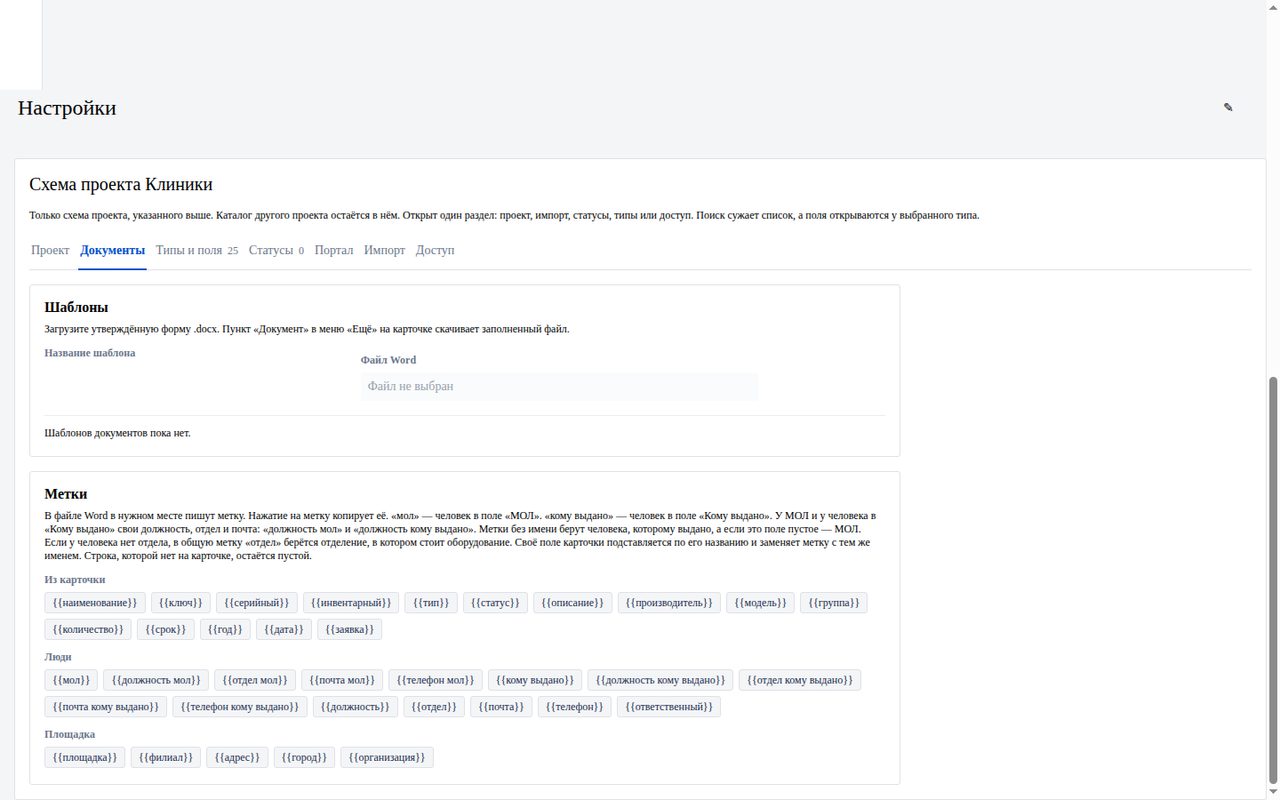 Настройки
✎
Схема проекта Клиники
Только схема проекта, указанного выше. Каталог другого проекта остаётся в нём. Открыт один раздел: проект, импорт, статусы, типы или доступ. Поиск сужает список, а поля открываются у выбранного типа.
Проект Документы Типы и поля 25 Статусы 0 Портал Импорт Доступ
Шаблоны
Загрузите утверждённую форму .docx. Пункт «Документ» в меню «Ещё» на карточке скачивает заполненный файл.
Название шаблона
Файл Word
Файл не выбран
Шаблонов документов пока нет.
Метки
В файле Word в нужном месте пишут метку. Нажатие на метку копирует её. «мол» — человек в поле «МОЛ». «кому выдано» — человек в поле «Кому выдано». У МОЛ и у человека в
«Кому выдано» свои должность, отдел и почта: «должность мол» и «должность кому выдано». Метки без имени берут человека, которому выдано, а если это поле пустое — МОЛ.
Если у человека нет отдела, в общую метку «отдел» берётся отделение, в котором стоит оборудование. Своё поле карточки подставляется по его названию и заменяет метку с тем же
именем. Строка, которой нет на карточке, остаётся пустой.
Из карточки
{{наименование}} {{ключ}} {{серийный}} {{инвентарный}} {{тип}} {{статус}} {{описание}} {{производитель}} {{модель}} {{группа}}
{{количество}} {{срок}} {{год}} {{дата}} {{заявка}}
Люди
{{мол}} {{должность мол}} {{отдел мол}} {{почта мол}} {{телефон мол}} {{кому выдано}} {{должность кому выдано}} {{отдел кому выдано}}
{{почта кому выдано}} {{телефон кому выдано}} {{должность}} {{отдел}} {{почта}} {{телефон}} {{ответственный}}
Площадка
{{площадка}} {{филиал}} {{адрес}} {{город}} {{организация}}